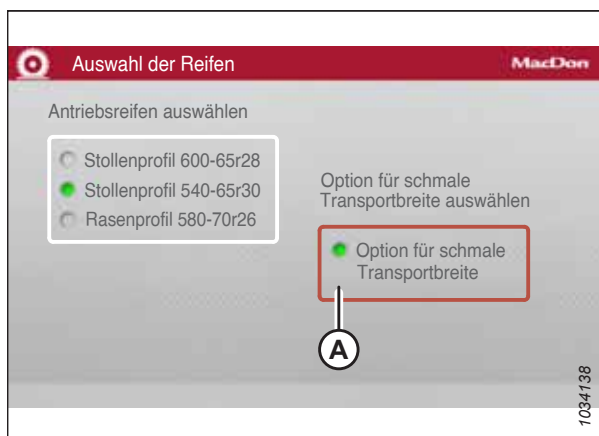 Auswahl der Reifen
MacDon
Antriebsreifen auswählen
Stollenprofil 600-65r28
Stollenprofil 540-65r30
Rasenprofil 580-70r26
Option für schmale
Transportbreite auswählen
Option für schmale
Transportbreite
A
1034138